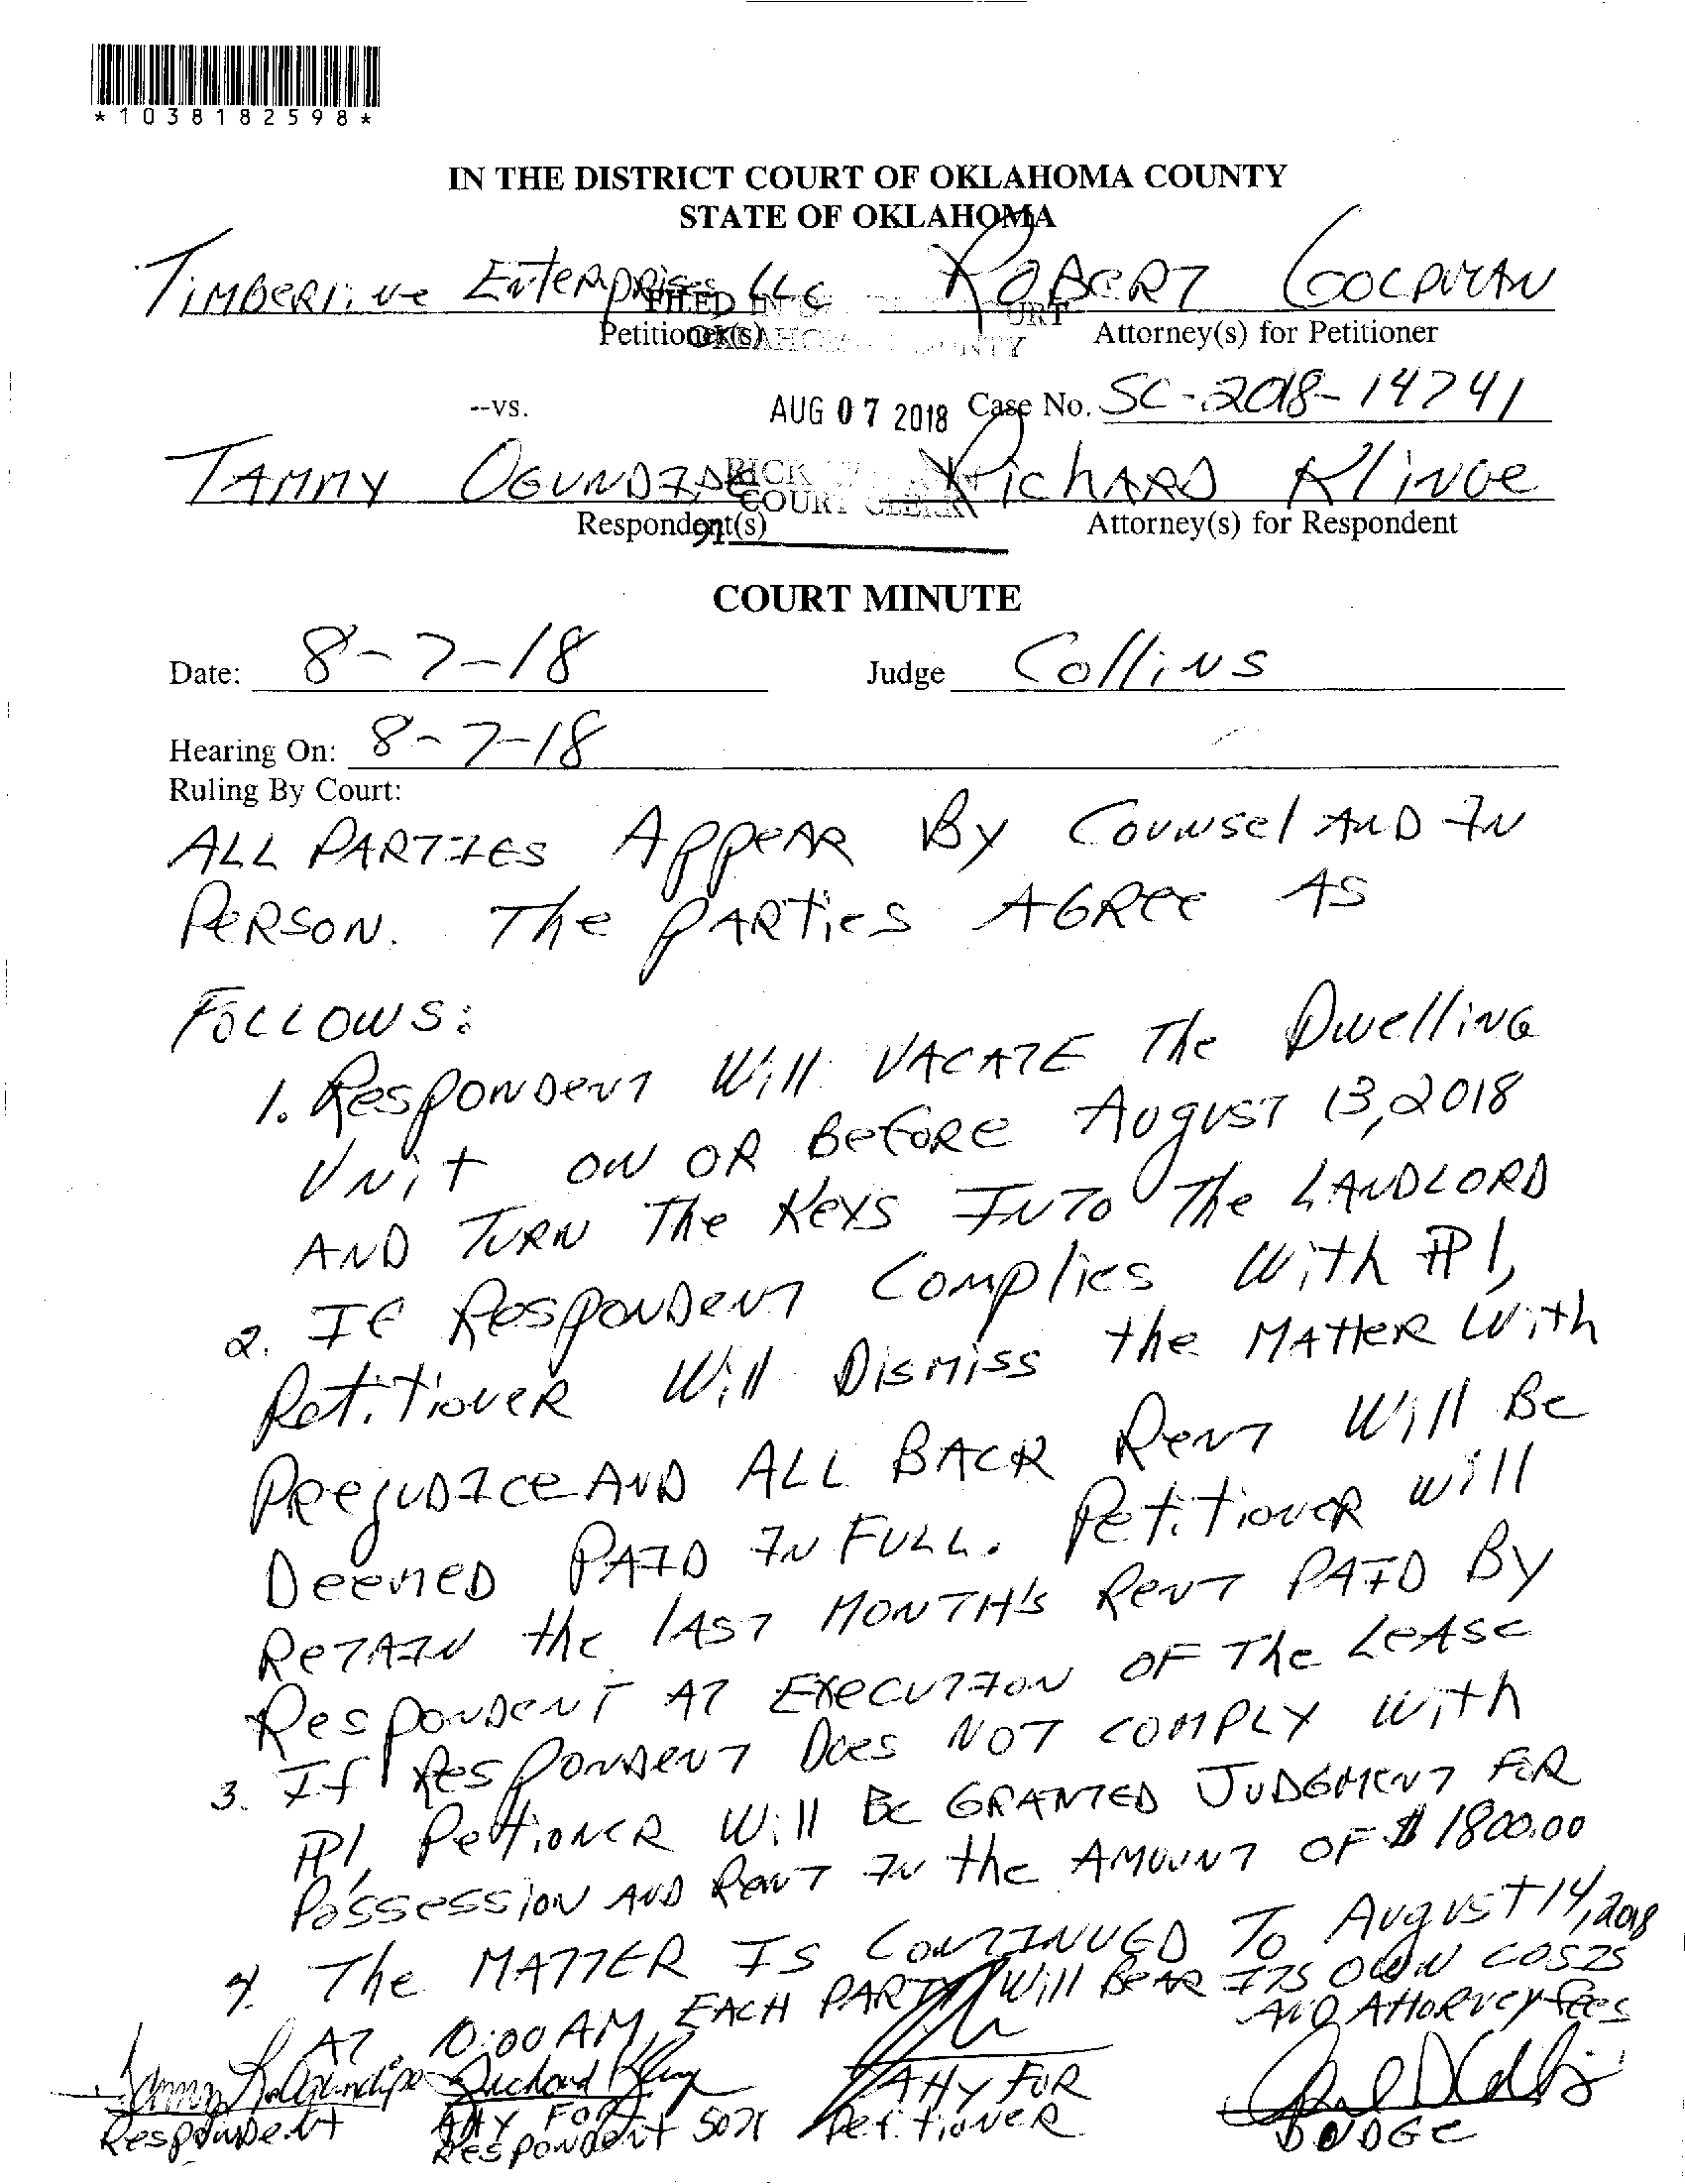 *1038182598*
IN THE DISTRICT COURT OF OKLAHOMA COUNTY
STATE OF OKLAHOMA
TIMBERLINE ENTERPRISES LLC ROBERT GOLDMAN
FILED IN COURT
Petitioner(s) Attorney(s) for Petitioner
OKLAHOMA COUNTY
--vs. AUG 07 2018 Case No. SC-2018-14741
TAMMY OGUNDIPE RICHARD KLINGE
RICK
COURT CLERK
Respondent(s) Attorney(s) for Respondent
COURT MINUTE
Date: 8-7-18 Judge Collins
Hearing On: 8-7-18
Ruling By Court:
ALL PARTIES APPEAR BY COUNSEL AND IN
PERSON. The PARTIES AGREE AS
FOLLOWS:
1. RESPONDENT Will VACATE The Dwelling
UNIT ON OR BEFORE AUGUST 13, 2018
AND TURN The KEYS INTO The LANDLORD
2. IF RESPONDENT COMPLIES WITH ¶1,
PETITIONER Will DISMISS the MATTER With
PREJUDICE AND ALL BACK RENT Will Be
DEEMED PAID IN FULL. PETITIONER will
RETAIN the LAST MONTH'S RENT PAID BY
RESPONDENT AT EXECUTION OF The LEASE
3. If RESPONDENT Does NOT COMPLY With
¶1, PETTIONER Will BE GRANTED JUDGMENT FOR
POSSESSION AND RENT IN the AMOUNT OF $1800.00
4. The MATTER IS CONTINUED To AUGUST 14, 2018
AT 10:00 AM, EACH PARTY Will BEAR ITS OWN COSTS
AND ATTORNEY fees
RESPONDENT
ATTY FOR
RESPONDENT 5071
ATTY FOR
PETITIONER
JUDGE